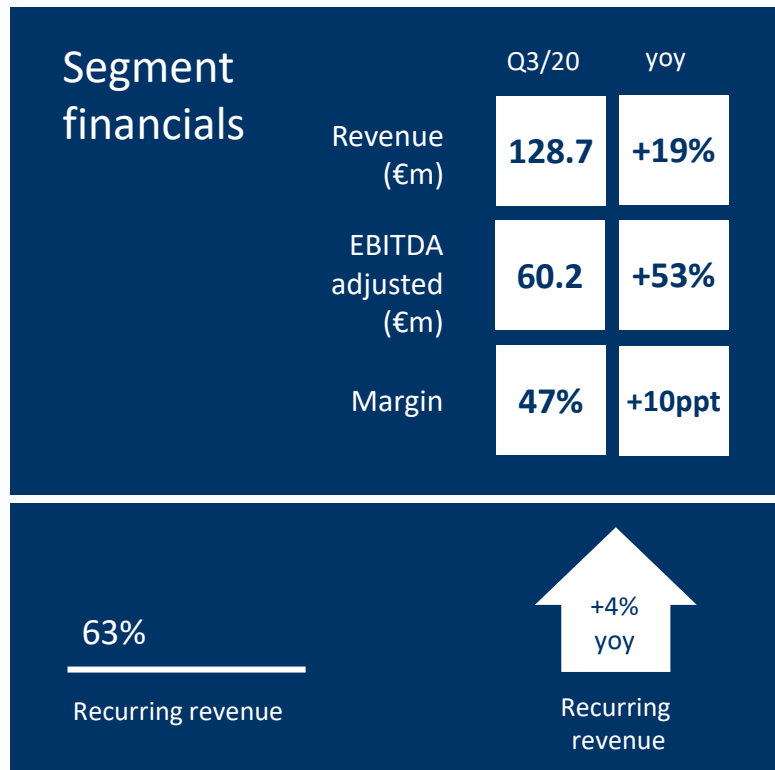 Segment
financials
Q3/20
yoy
Revenue
(€m)
128.7
+19%
EBITDA
adjusted
(€m)
60.2
+53%
Margin
47%
+10ppt
63%
Recurring revenue
+4%
yoy
Recurring
revenue